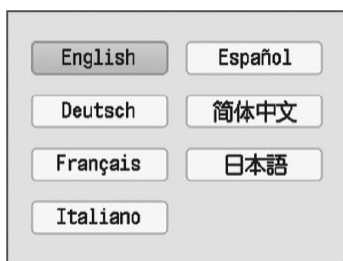 English
Español
Deutsch
简体中文
Français
日本語
Italiano